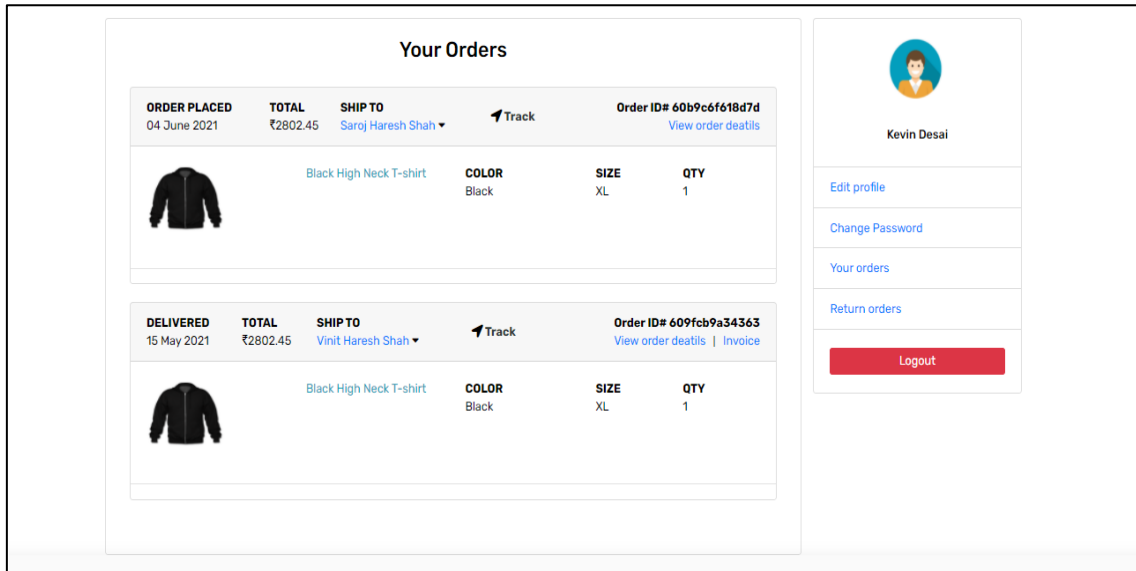 Your Orders
ORDER PLACED TOTAL SHIP TO Track Order ID# 60b9c6f618d7d
04 June 2021 ₹2802.45 Saroj Haresh Shah View order deatils
Black High Neck T-shirt COLOR SIZE QTY
Black XL 1
DELIVERED TOTAL SHIP TO Track Order ID# 609fcb9a34363
15 May 2021 ₹2802.45 Vinit Haresh Shah View order deatils | Invoice
Black High Neck T-shirt COLOR SIZE QTY
Black XL 1
Kevin Desai
Edit profile
Change Password
Your orders
Return orders
Logout